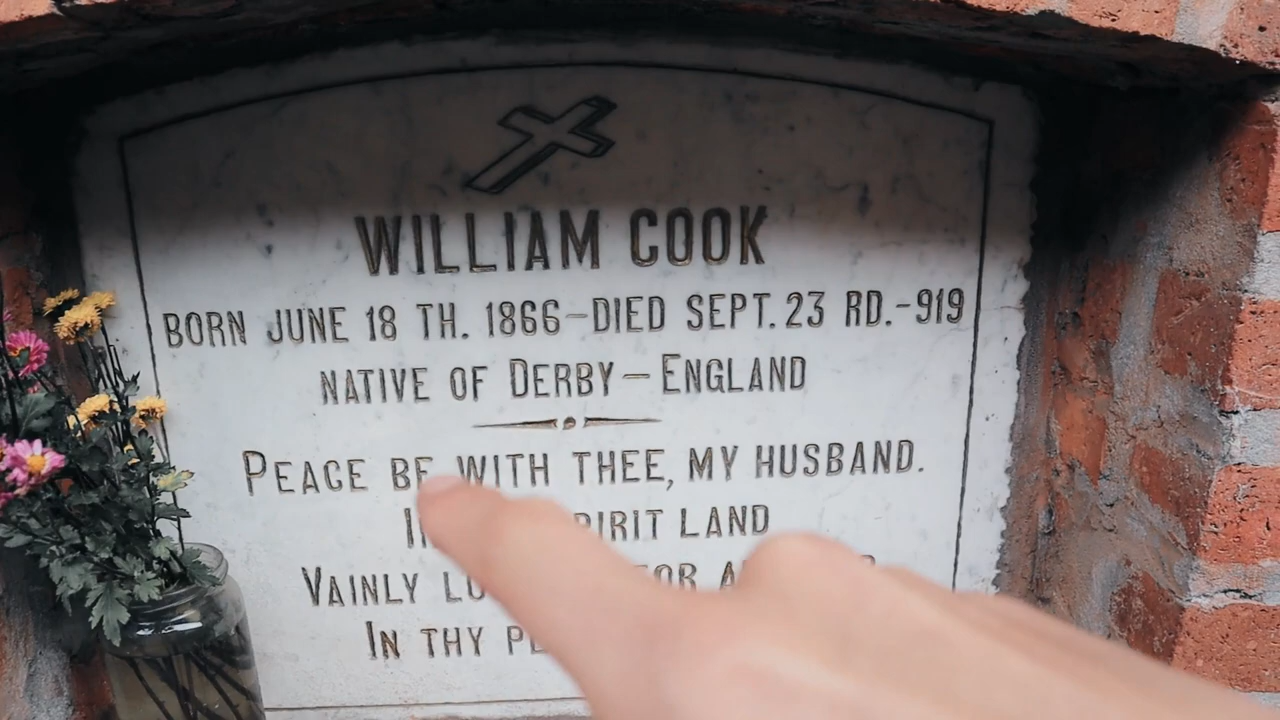 WILLIAM COOK
BORN JUNE 18 TH. 1866–DIED SEPT. 23 RD.-919
NATIVE OF DERBY–ENGLAND
PEACE BE WITH THEE, MY HUSBAND.
LAND
VAINLY
IN THY